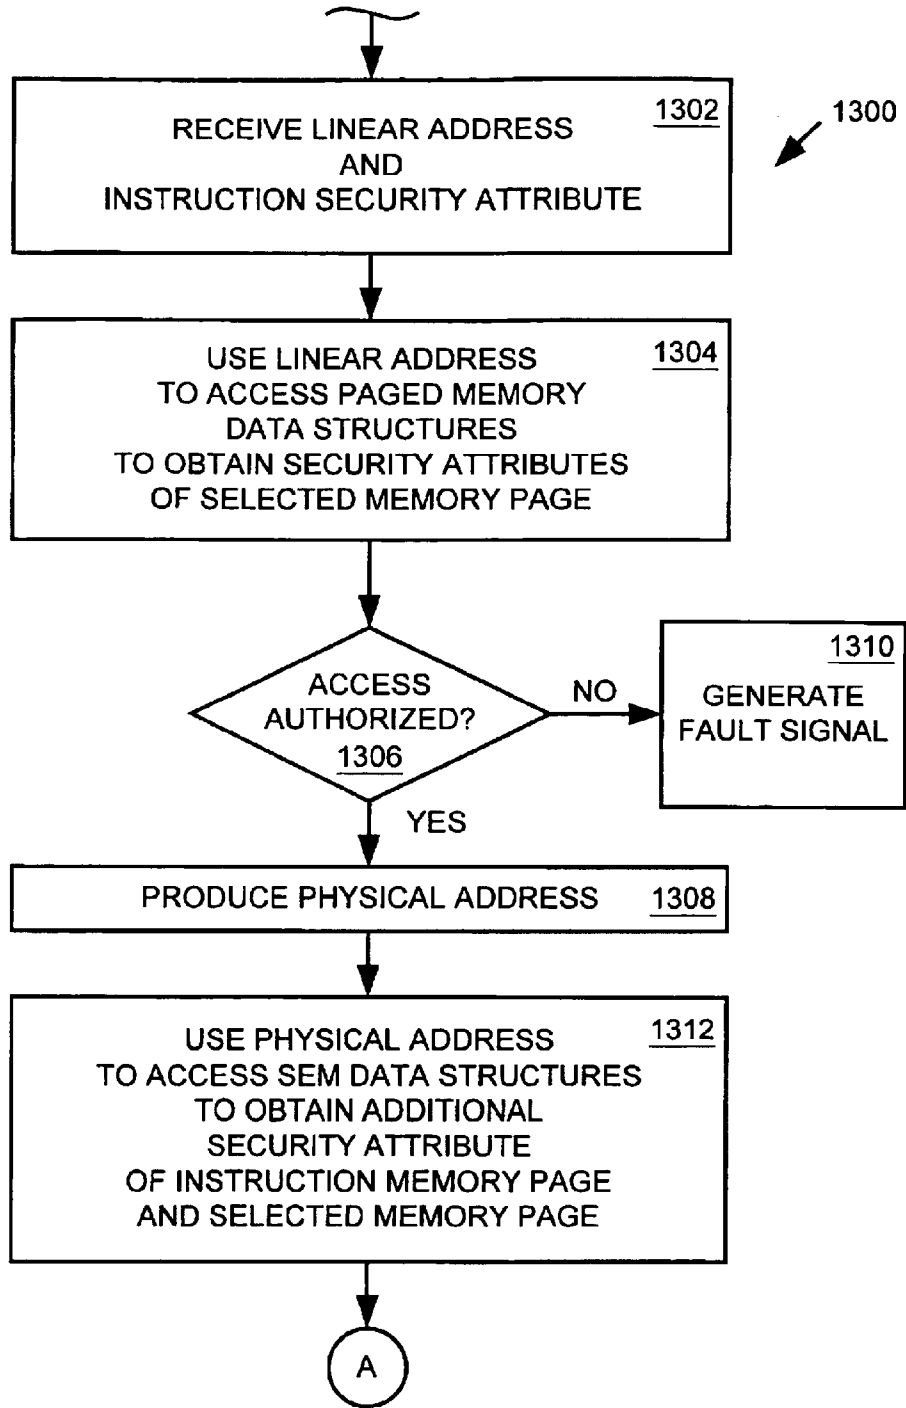 1300
1302
RECEIVE LINEAR ADDRESS
AND
INSTRUCTION SECURITY ATTRIBUTE
1304
USE LINEAR ADDRESS
TO ACCESS PAGED MEMORY
DATA STRUCTURES
TO OBTAIN SECURITY ATTRIBUTES
OF SELECTED MEMORY PAGE
ACCESS
AUTHORIZED?
1306
NO
1310
GENERATE
FAULT SIGNAL
YES
PRODUCE PHYSICAL ADDRESS 1308
1312
USE PHYSICAL ADDRESS
TO ACCESS SEM DATA STRUCTURES
TO OBTAIN ADDITIONAL
SECURITY ATTRIBUTE
OF INSTRUCTION MEMORY PAGE
AND SELECTED MEMORY PAGE
A